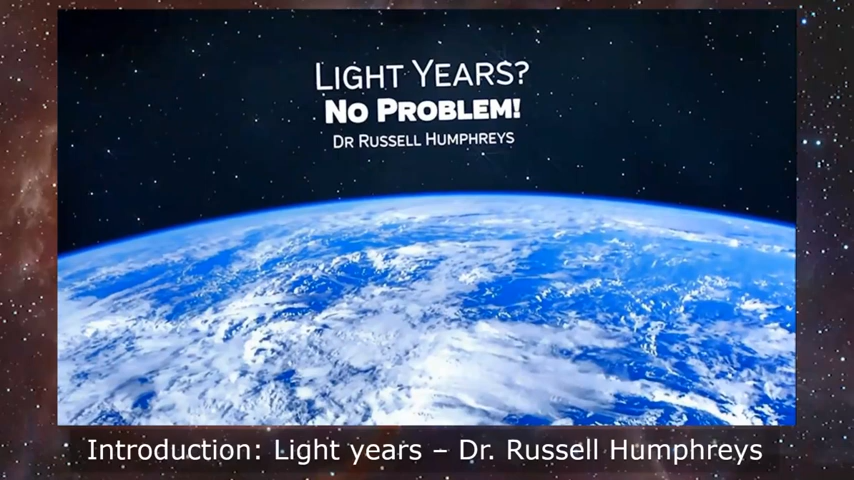 LIGHT YEARS?
NO PROBLEM!
DR RUSSELL HUMPHREYS
Introduction: Light years – Dr. Russell Humphreys